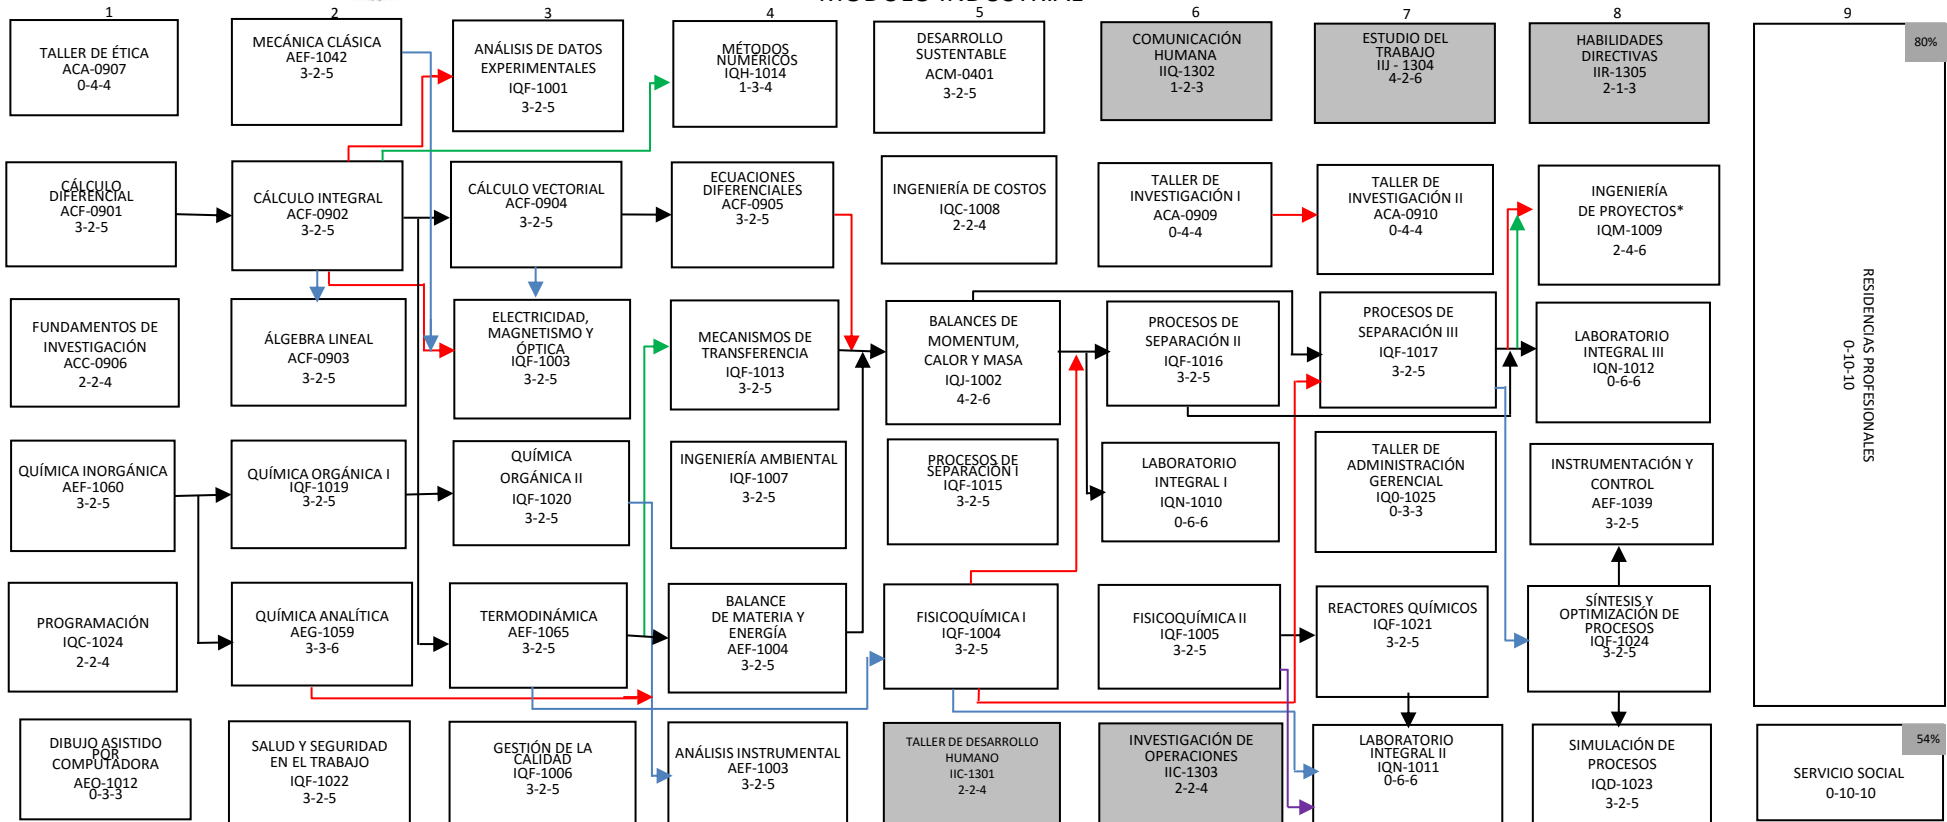 MÓDULO INDUSTRIAL
1
2
3
4
5
6
7
8
9
TALLER DE ÉTICA
ACA-0907
0-4-4
MECÁNICA CLÁSICA
AEF-1042
3-2-5
ANÁLISIS DE DATOS
EXPERIMENTALES
IQF-1001
3-2-5
MÉTODOS
NUMÉRICOS
IQH-1014
1-3-4
DESARROLLO
SUSTENTABLE
ACM-0401
3-2-5
COMUNICACIÓN
HUMANA
IIQ-1302
1-2-3
ESTUDIO DEL
TRABAJO
IIJ - 1304
4-2-6
HABILIDADES
DIRECTIVAS
IIR-1305
2-1-3
80%
CÁLCULO
DIFERENCIAL
ACF-0901
3-2-5
CÁLCULO INTEGRAL
ACF-0902
3-2-5
CÁLCULO VECTORIAL
ACF-0904
3-2-5
ECUACIONES
DIFERENCIALES
ACF-0905
3-2-5
INGENIERÍA DE COSTOS
IQC-1008
2-2-4
TALLER DE
INVESTIGACIÓN I
ACA-0909
0-4-4
TALLER DE
INVESTIGACIÓN II
ACA-0910
0-4-4
INGENIERÍA
DE PROYECTOS*
IQM-1009
2-4-6
RESIDENCIAS PROFESIONALES
0-10-10
FUNDAMENTOS DE
INVESTIGACIÓN
ACC-0906
2-2-4
ÁLGEBRA LINEAL
ACF-0903
3-2-5
ELECTRICIDAD,
MAGNETISMO Y
ÓPTICA
IQF-1003
3-2-5
MECANISMOS DE
TRANSFERENCIA
IQF-1013
3-2-5
BALANCES DE
MOMENTUM,
CALOR Y MASA
IQJ-1002
4-2-6
PROCESOS DE
SEPARACIÓN II
IQF-1016
3-2-5
PROCESOS DE
SEPARACIÓN III
IQF-1017
3-2-5
LABORATORIO
INTEGRAL III
IQN-1012
0-6-6
QUÍMICA INORGÁNICA
AEF-1060
3-2-5
QUÍMICA ORGÁNICA I
IQF-1019
3-2-5
QUÍMICA
ORGÁNICA II
IQF-1020
3-2-5
INGENIERÍA AMBIENTAL
IQF-1007
3-2-5
PROCESOS DE
SEPARACIÓN I
IQF-1015
3-2-5
LABORATORIO
INTEGRAL I
IQN-1010
0-6-6
TALLER DE
ADMINISTRACIÓN
GERENCIAL
IQ0-1025
0-3-3
INSTRUMENTACIÓN Y
CONTROL
AEF-1039
3-2-5
PROGRAMACIÓN
IQC-1024
2-2-4
QUÍMICA ANALÍTICA
AEG-1059
3-3-6
TERMODINÁMICA
AEF-1065
3-2-5
BALANCE
DE MATERIA Y
ENERGÍA
AEF-1004
3-2-5
FISICOQUÍMICA I
IQF-1004
3-2-5
FISICOQUÍMICA II
IQF-1005
3-2-5
REACTORES QUÍMICOS
IQF-1021
3-2-5
SÍNTESIS Y
OPTIMIZACIÓN DE
PROCESOS
IQF-1024
3-2-5
DIBUJO ASISTIDO
POR
COMPUTADORA
AEO-1012
0-3-3
SALUD Y SEGURIDAD
EN EL TRABAJO
IQF-1022
3-2-5
GESTIÓN DE LA
CALIDAD
IQF-1006
3-2-5
ANÁLISIS INSTRUMENTAL
AEF-1003
3-2-5
TALLER DE DESARROLLO
HUMANO
IIC-1301
2-2-4
INVESTIGACIÓN DE
OPERACIONES
IIC-1303
2-2-4
LABORATORIO
INTEGRAL II
IQN-1011
0-6-6
SIMULACIÓN DE
PROCESOS
IQD-1023
3-2-5
54%
SERVICIO SOCIAL
0-10-10